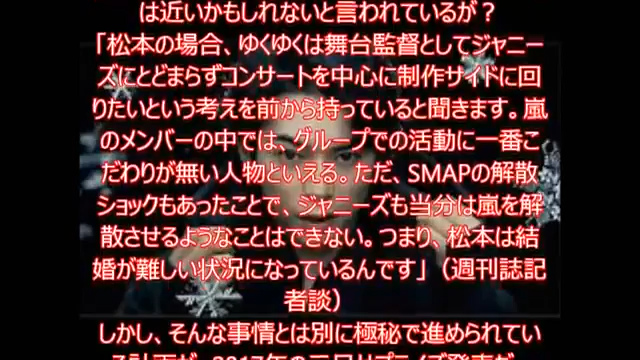 は近いかもしれないと言われているが？
「松本の場合、ゆくゆくは舞台監督としてジャニー
ズにとどまらずコンサートを中心に制作サイドに回
りたいという考えを前から持っていると聞きます。嵐
のメンバーの中では、グループでの活動に一番こ
だわりが無い人物といえる。ただ、SMAPの解散
ショックもあったことで、ジャニーズも当分は嵐を解
散させるようなことはできない。つまり、松本は結
婚が難しい状況になっているんです」（週刊誌記
者談）
しかし、そんな事情とは別に極秘で進められてい